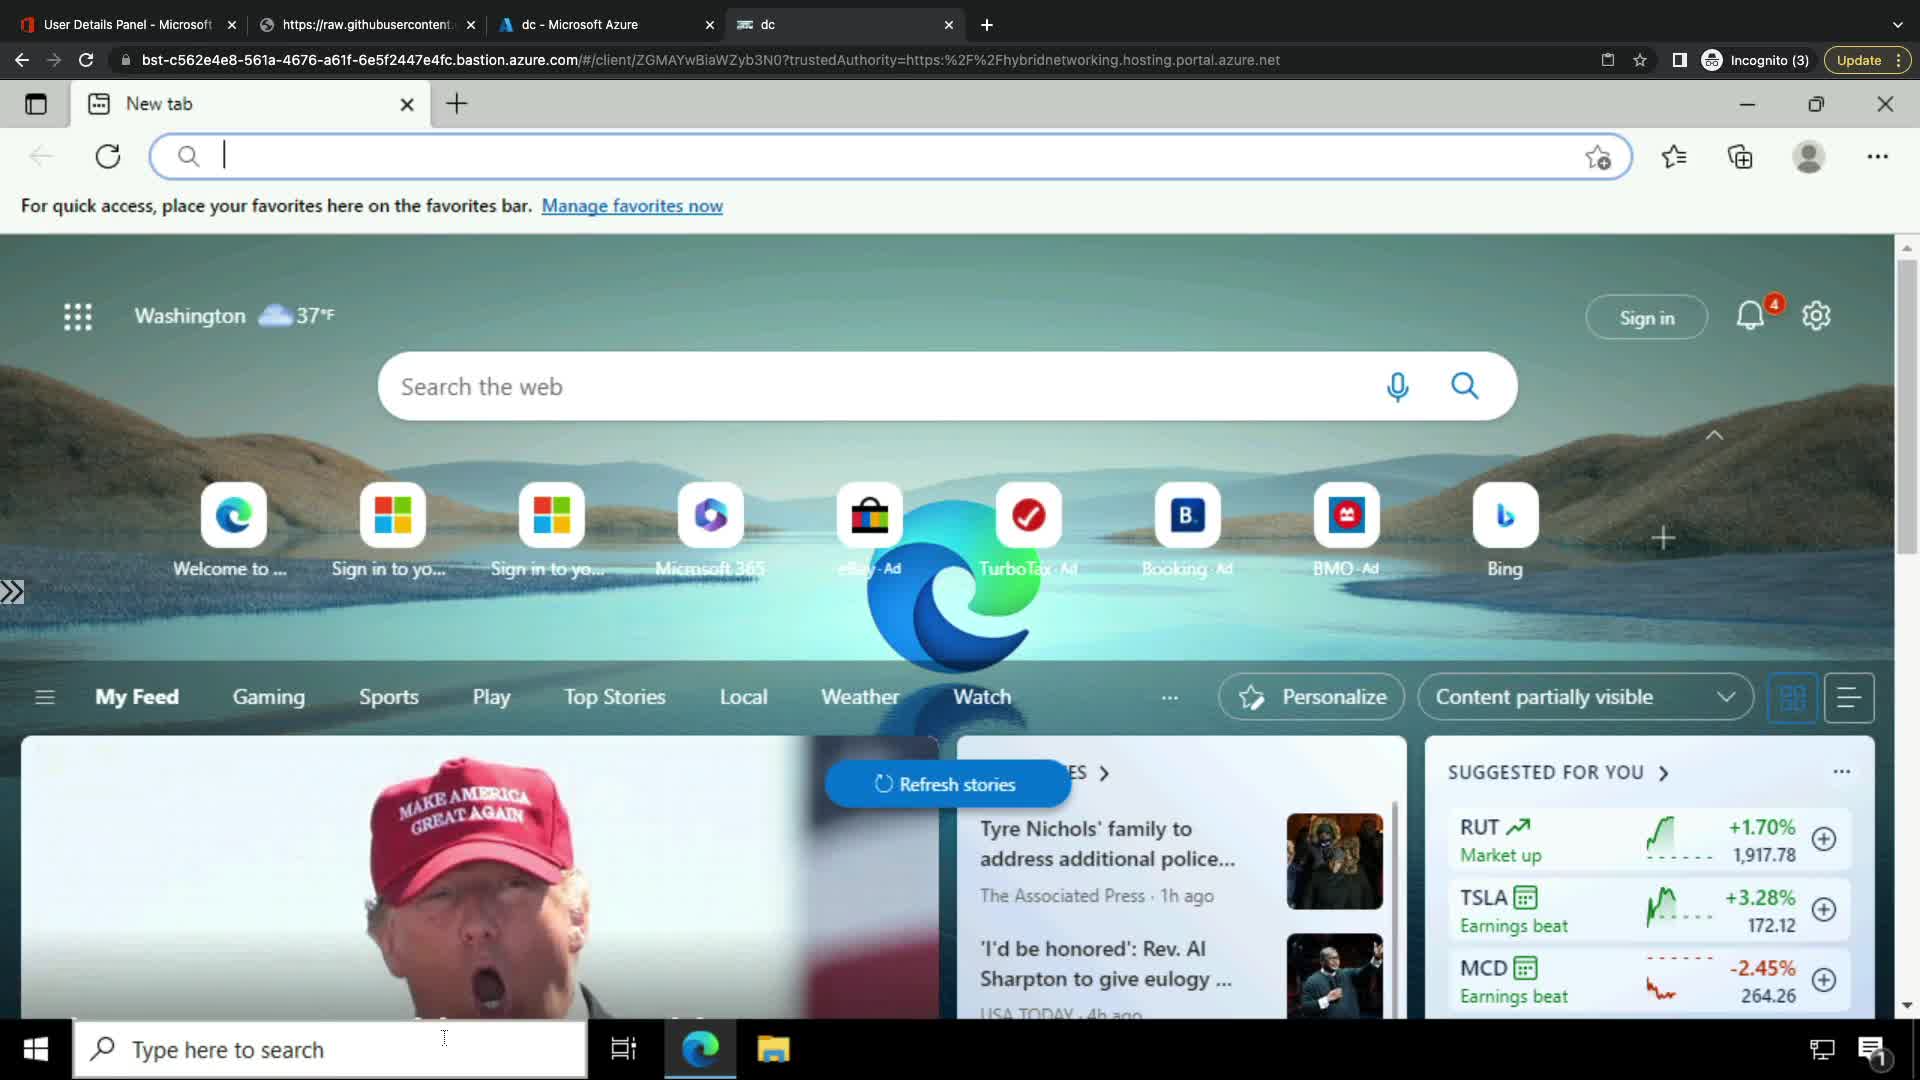 User Details Panel - Microsoft
https://raw.githubusercontent.
dc - Microsoft Azure
dc
bst-c562e4e8-561a-4676-a61f-6e5f2447e4fc.bastion.azure.com/#/client/ZGMAYwBiaWZyb3N0?trustedAuthority=https:%2F%2Fhybridnetworking.hosting.portal.azure.net
Incognito (3)
Update
New tab
For quick access, place your favorites here on the favorites bar. Manage favorites now
Washington 37°F
Sign in
4
Search the web
Welcome to ...
Sign in to yo...
Sign in to yo...
Microsoft 365
eBay · Ad
TurboTax · Ad
B.
Booking · Ad
BMO · Ad
Bing
My Feed
Gaming
Sports
Play
Top Stories
Local
Weather
Watch
Personalize
Content partially visible
MAKE AMERICA
GREAT AGAIN
Refresh stories
ES
Tyre Nichols' family to
address additional police...
The Associated Press · 1h ago
'I'd be honored': Rev. Al
Sharpton to give eulogy ...
USA TODAY · 4h ago
SUGGESTED FOR YOU
RUT +1.70%
Market up 1,917.78
TSLA +3.28%
Earnings beat 172.12
MCD -2.45%
Earnings beat 264.26
Type here to search
1